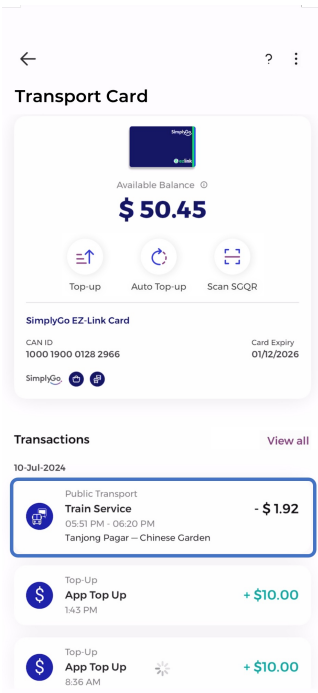 ?
Transport Card
SimplyGo
ezlink
Available Balance
$ 50.45
Top-up Auto Top-up Scan SGQR
SimplyGo EZ-Link Card
CAN ID Card Expiry
1000 1900 0128 2966 01/12/2026
SimplyGo
Transactions View all
10-Jul-2024
Public Transport
Train Service - $ 1.92
05:51 PM - 06:20 PM
Tanjong Pagar – Chinese Garden
Top-Up
App Top Up + $10.00
1:43 PM
Top-Up
App Top Up + $10.00
8:36 AM